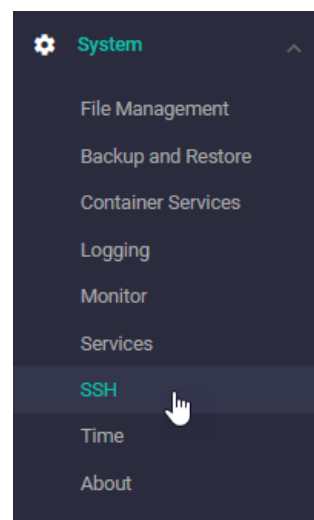 System
File Management
Backup and Restore
Container Services
Logging
Monitor
Services
SSH
Time
About